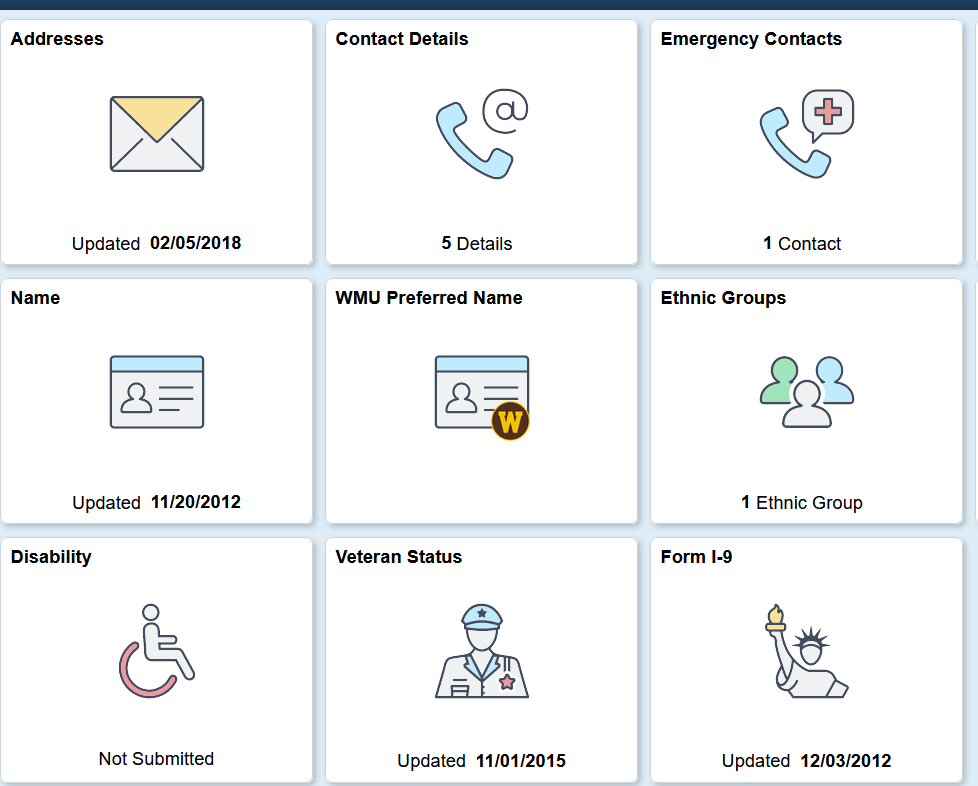 Addresses
Contact Details
Emergency Contacts
@
Updated 02/05/2018
5 Details
1 Contact
Name
WMU Preferred Name
Ethnic Groups
W
Updated 11/20/2012
1 Ethnic Group
Disability
Veteran Status
Form I-9
Not Submitted
Updated 11/01/2015
Updated 12/03/2012